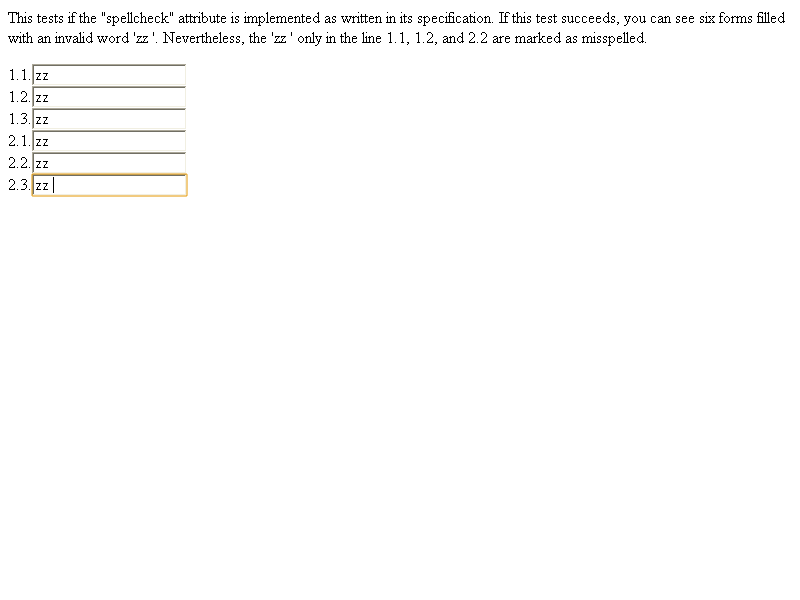 This tests if the "spellcheck" attribute is implemented as written in its specification. If this test succeeds, you can see six forms filled
with an invalid word 'zz '. Nevertheless, the 'zz ' only in the line 1.1, 1.2, and 2.2 are marked as misspelled.
1.1. zz
1.2. zz
1.3. zz
2.1. zz
2.2. zz
2.3. zz